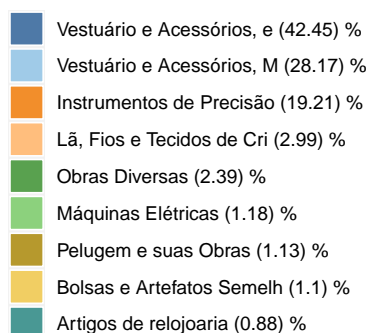 Vestuário e Acessórios, e (42.45) %
Vestuário e Acessórios, M (28.17) %
Instrumentos de Precisão (19.21) %
Lã, Fios e Tecidos de Cri (2.99) %
Obras Diversas (2.39) %
Máquinas Elétricas (1.18) %
Pelugem e suas Obras (1.13) %
Bolsas e Artefatos Semelh (1.1) %
Artigos de relojoaria (0.88) %